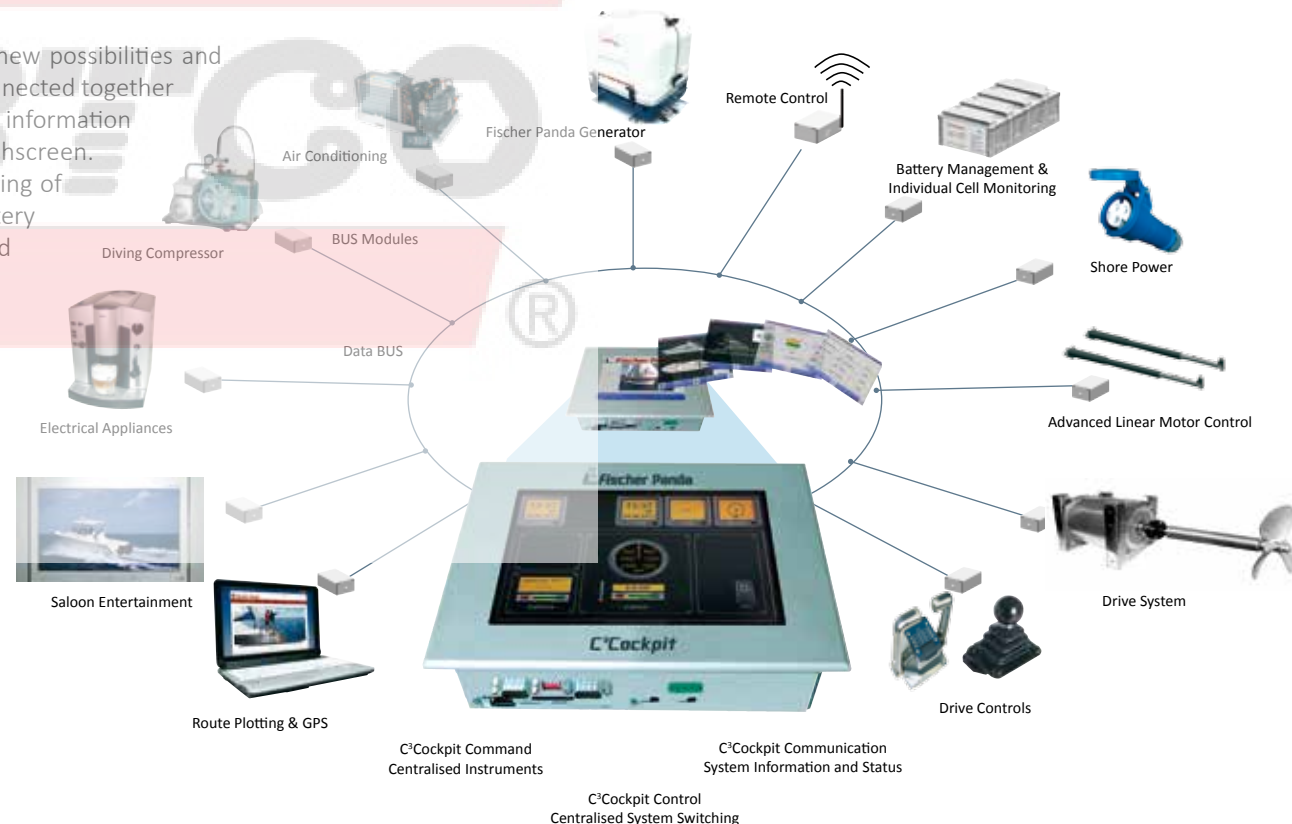 new possibilities and
nected together
information
hscreen.
ing of
tery
d
CO
®
Remote Control
Fischer Panda Generator
Air Conditioning
Battery Management &
Individual Cell Monitoring
BUS Modules
Diving Compressor
Shore Power
Data BUS
Electrical Appliances
Advanced Linear Motor Control
Fischer Panda
Saloon Entertainment
Drive System
C³Cockpit
Route Plotting & GPS
Drive Controls
C³Cockpit Command
Centralised Instruments
C³Cockpit Communication
System Information and Status
C³Cockpit Control
Centralised System Switching